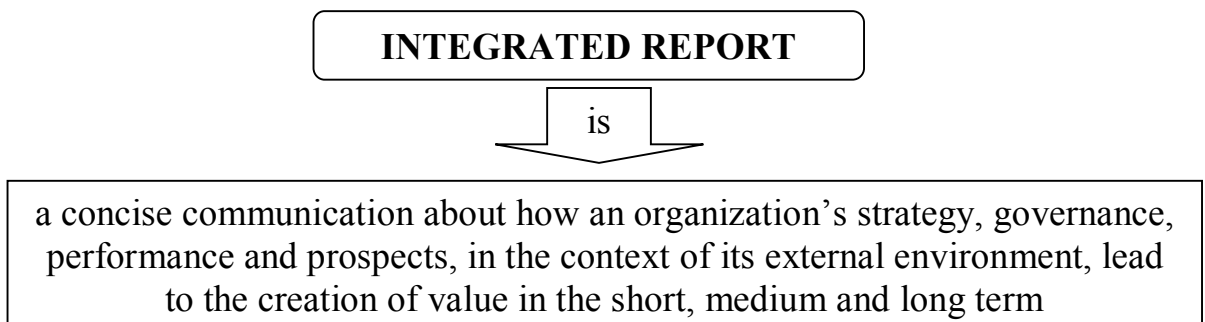 INTEGRATED REPORT
is
a concise communication about how an organization’s strategy, governance,
performance and prospects, in the context of its external environment, lead
to the creation of value in the short, medium and long term